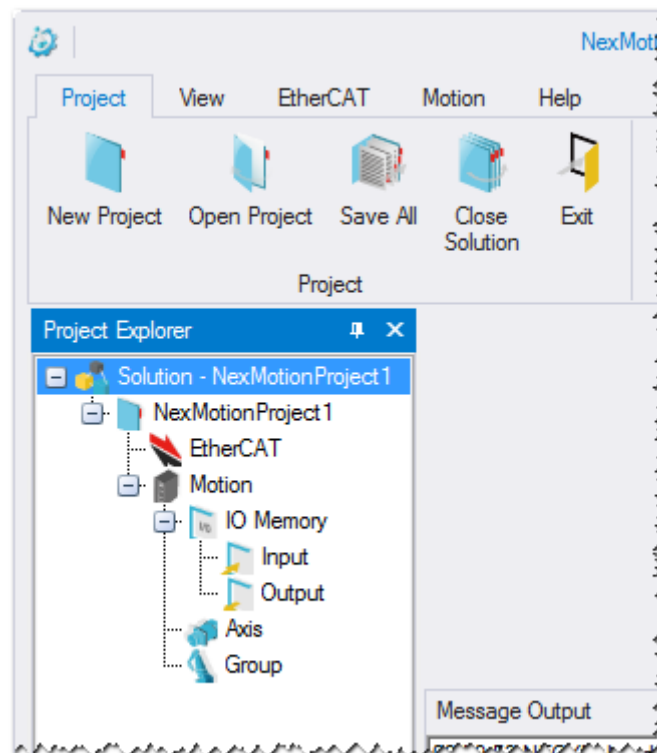 NexMoti
Project View EtherCAT Motion Help
New Project Open Project Save All Close Solution Exit
Project
Project Explorer
Solution - NexMotionProject1
NexMotionProject1
EtherCAT
Motion
IO Memory
Input
Output
Axis
Group
Message Output